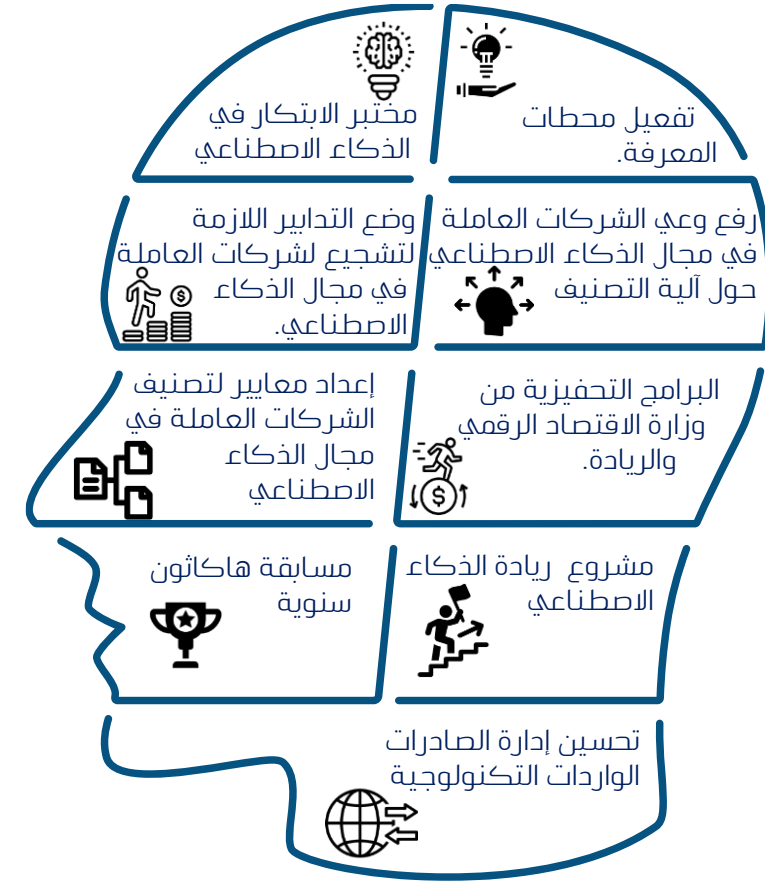 تفعيل محطات
المعرفة.
مختبر الابتكار في
الذكاء الاصطناعي
رفع وعي الشركات العاملة
في مجال الذكاء الاصطناعي
حول آلية التصنيف
وضع التدابير اللازمة
لتشجيع لشركات العاملة
في مجال الذكاء
الاصطناعي.
البرامج التحفيزية من
وزارة الاقتصاد الرقمي
والريادة.
إعداد معايير لتصنيف
الشركات العاملة في
مجال الذكاء
الاصطناعي
مشروع ريادة الذكاء
الاصطناعي
مسابقة هاكاثون
سنوية
تحسين إدارة الصادرات
الواردات التكنولوجية